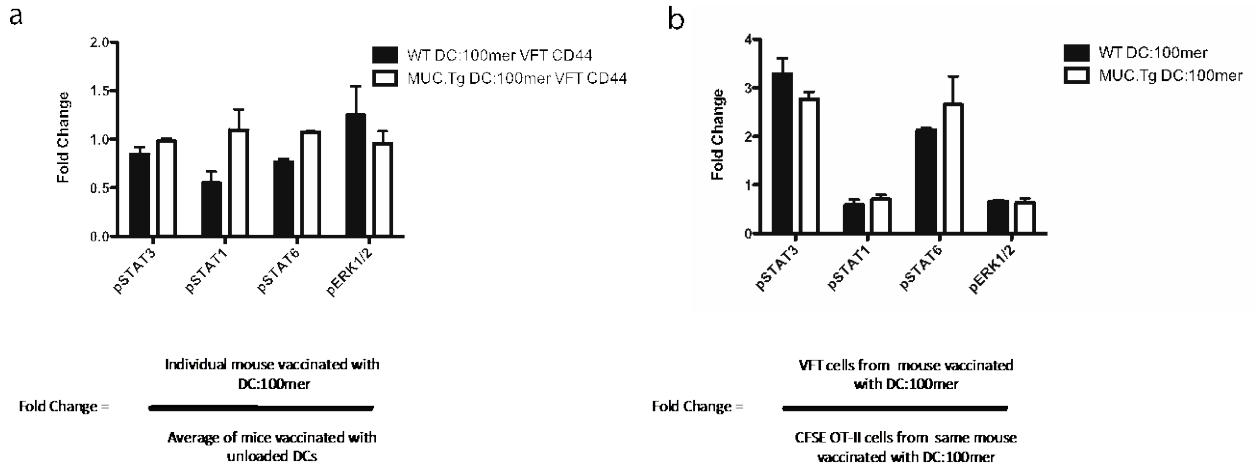 a
2.0
1.5
1.0
0.5
0.0
Fold Change
pSTAT3
pSTAT1
pSTAT6
pERK1/2
WT DC:100mer VFT CD44
MUC.Tg DC:100mer VFT CD44
Individual mouse vaccinated with
DC:100mer
Fold Change =
Average of mice vaccinated with
unloaded DCs
b
4
3
2
1
0
Fold Change
pSTAT3
pSTAT1
pSTAT6
pERK1/2
WT DC:100mer
MUC.Tg DC:100mer
VFT cells from mouse vaccinated
with DC:100mer
Fold Change =
CFSE OT-II cells from same mouse
vaccinated with DC:100mer